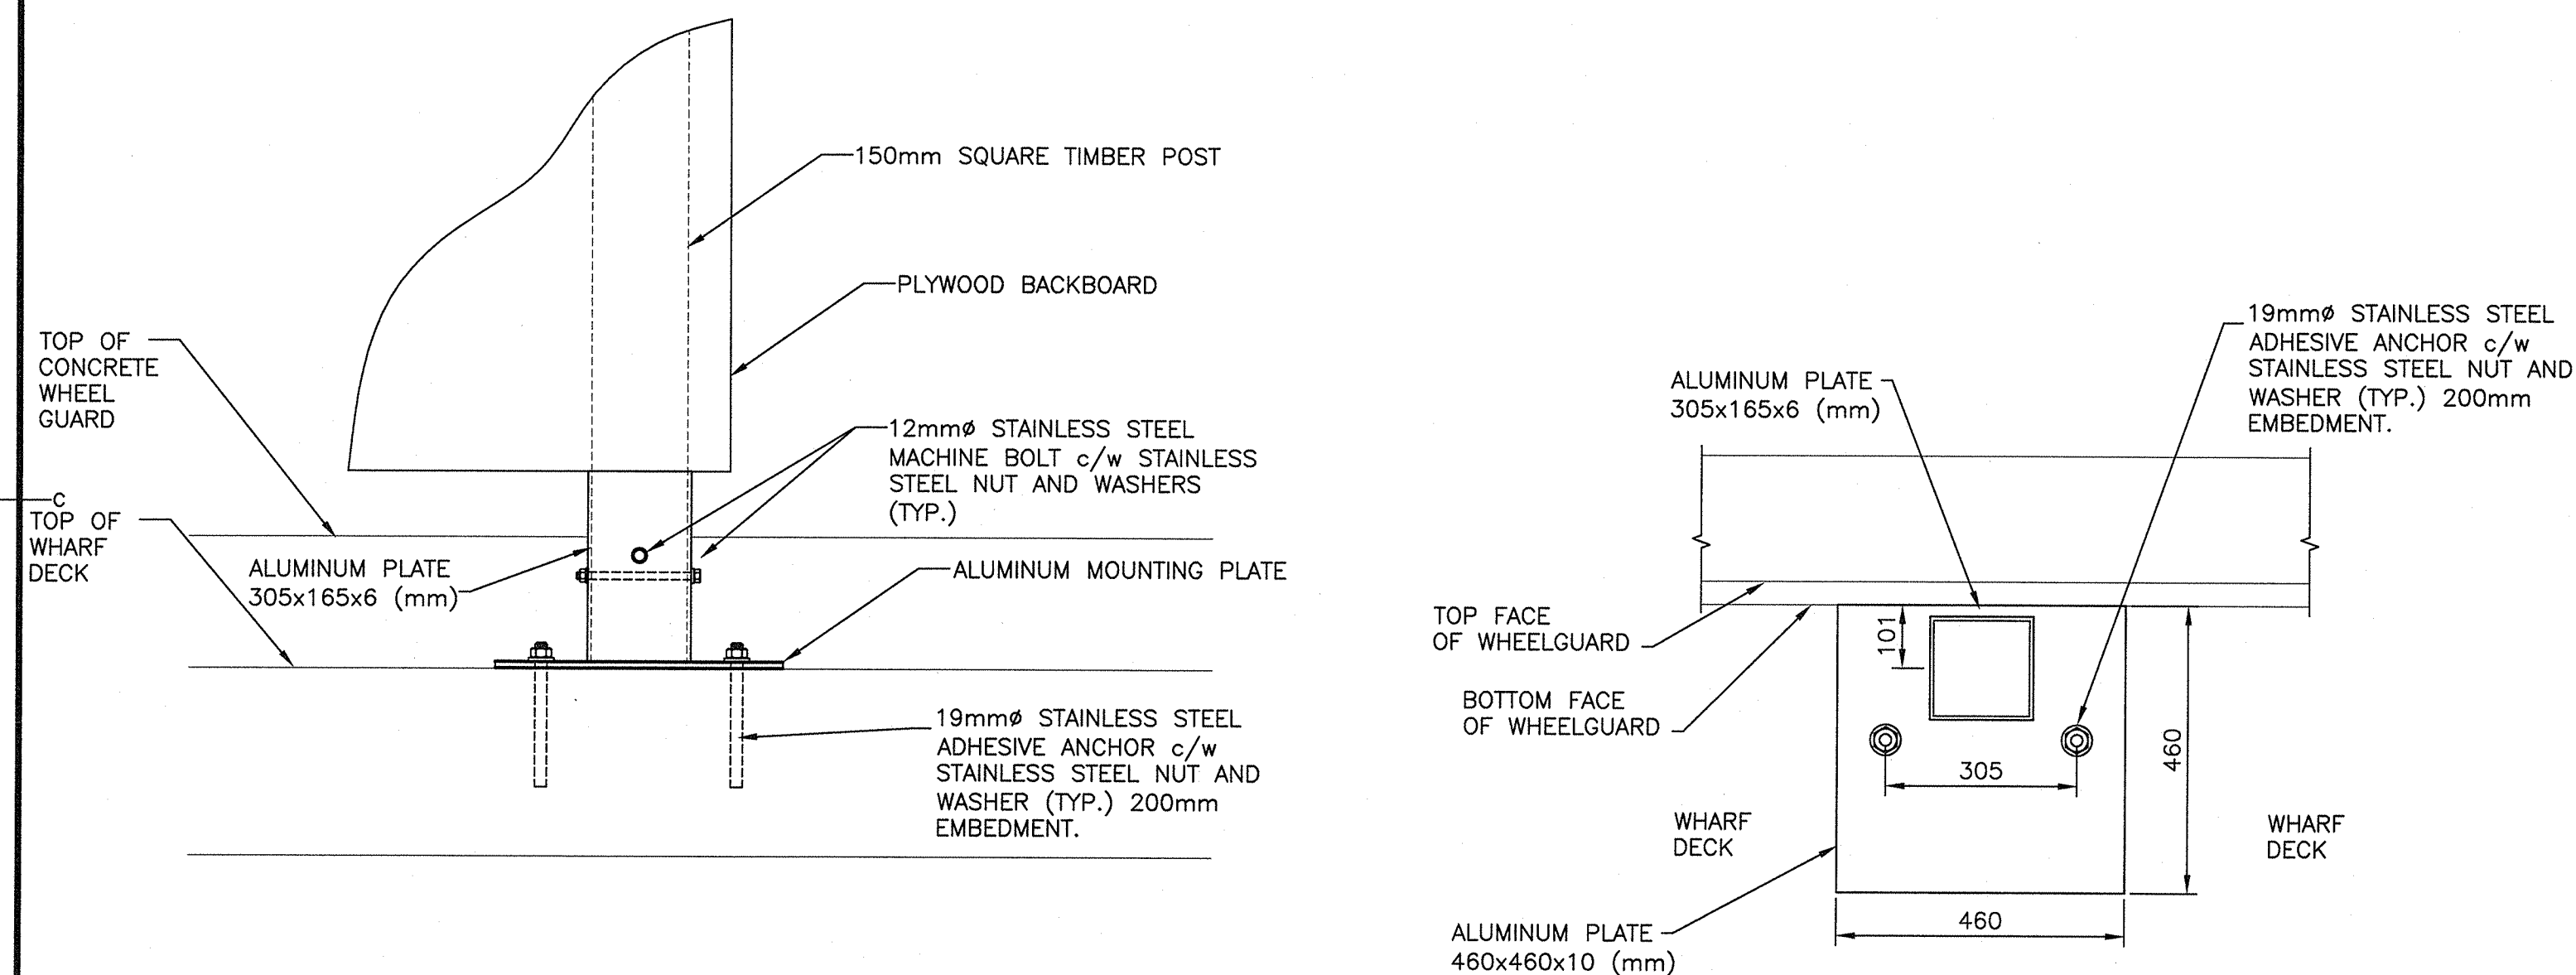 150mm SQUARE TIMBER POST
PLYWOOD BACKBOARD
TOP OF
CONCRETE
WHEEL
GUARD
12mmø STAINLESS STEEL
MACHINE BOLT c/w STAINLESS
STEEL NUT AND WASHERS
(TYP.)
C
TOP OF
WHARF
DECK
ALUMINUM PLATE
305x165x6 (mm)
ALUMINUM MOUNTING PLATE
19mmø STAINLESS STEEL
ADHESIVE ANCHOR c/w
STAINLESS STEEL NUT AND
WASHER (TYP.) 200mm
EMBEDMENT.
19mmø STAINLESS STEEL
ADHESIVE ANCHOR c/w
STAINLESS STEEL NUT AND
WASHER (TYP.) 200mm
EMBEDMENT.
ALUMINUM PLATE
305x165x6 (mm)
TOP FACE
OF WHEELGUARD
101
BOTTOM FACE
OF WHEELGUARD
305
460
WHARF
DECK
WHARF
DECK
460
ALUMINUM PLATE
460x460x10 (mm)